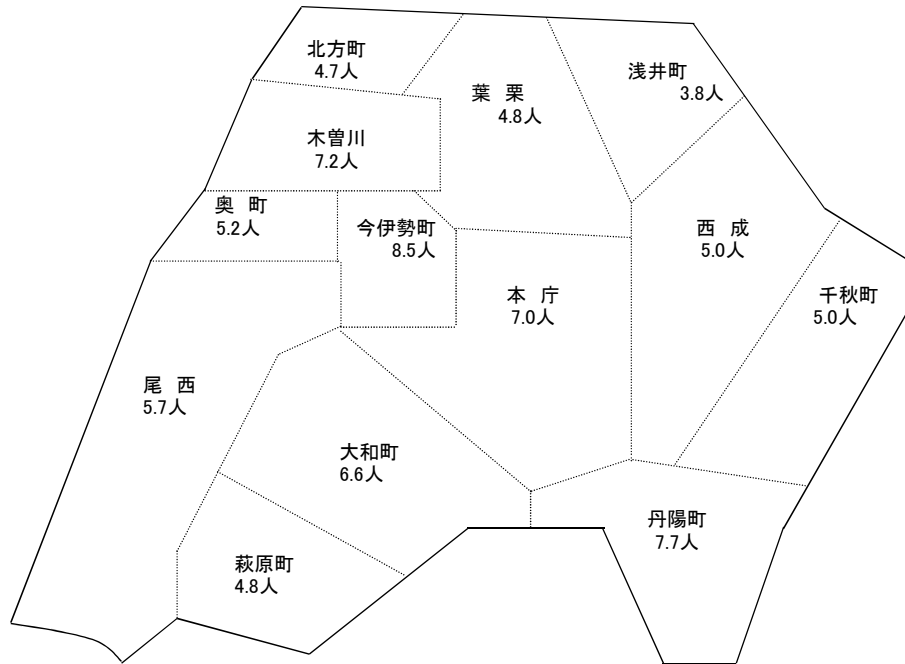 北方町
4.7人
浅井町
3.8人
葉 栗
4.8人
木曽川
7.2人
奥 町
5.2人
今伊勢町
8.5人
西 成
5.0人
本 庁
7.0人
千秋町
5.0人
尾 西
5.7人
大和町
6.6人
丹陽町
7.7人
萩原町
4.8人